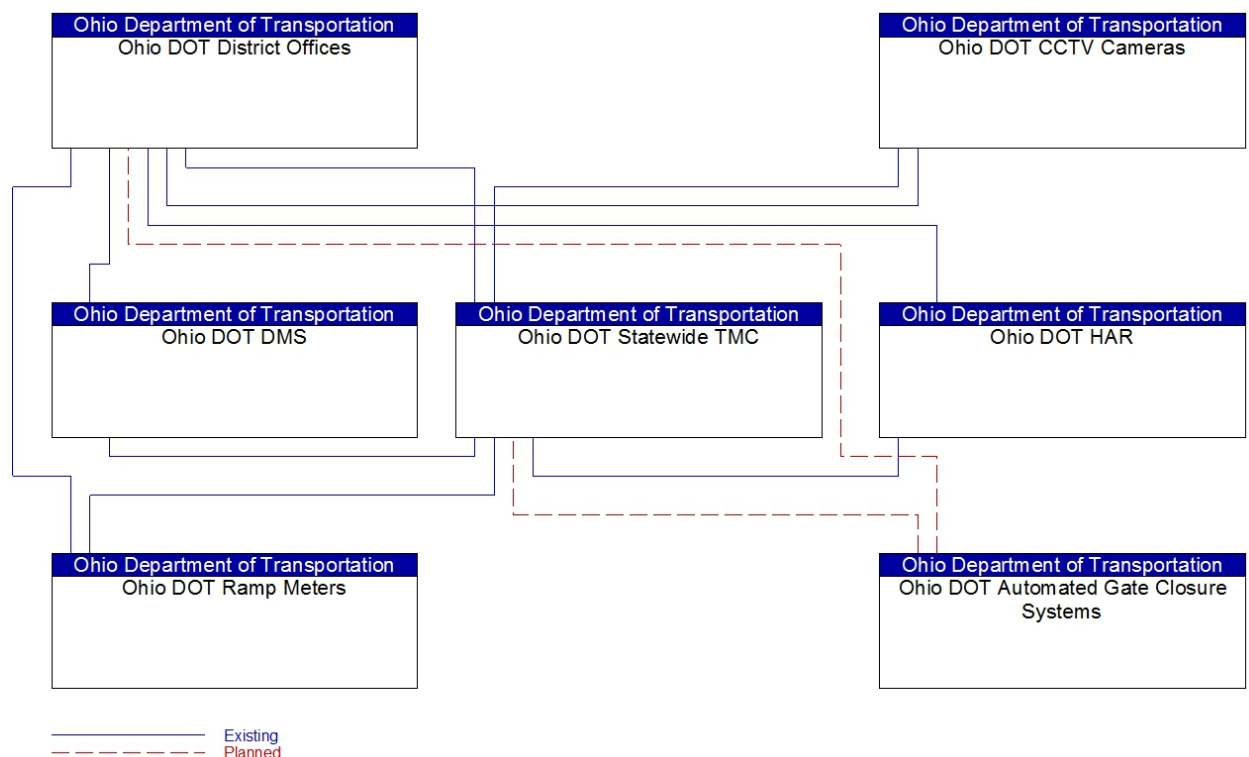 Ohio Department of Transportation
Ohio DOT District Offices
Ohio Department of Transportation
Ohio DOT CCTV Cameras
Ohio Department of Transportation
Ohio DOT DMS
Ohio Department of Transportation
Ohio DOT Statewide TMC
Ohio Department of Transportation
Ohio DOT HAR
Ohio Department of Transportation
Ohio DOT Ramp Meters
Ohio Department of Transportation
Ohio DOT Automated Gate Closure
Systems
Existing
Planned